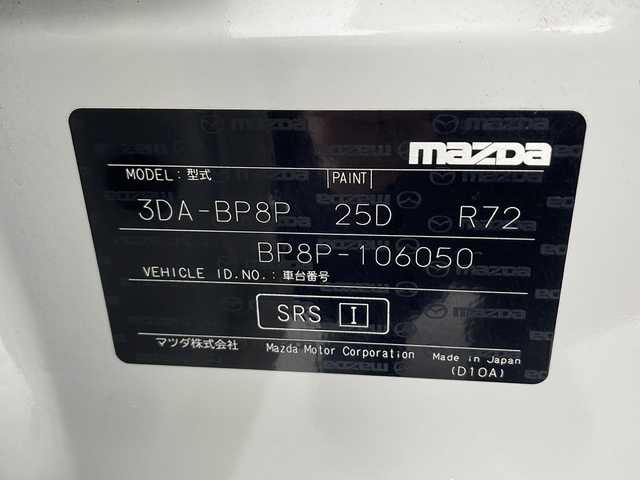 mazda
MODEL:型式 PAINT
3DA-BP8P 25D R72
BP8P-106050
VEHICLE ID.NO.:車台番号
SRS I
マツダ株式会社 Mazda Motor Corporation Made in Japan
(D10A)